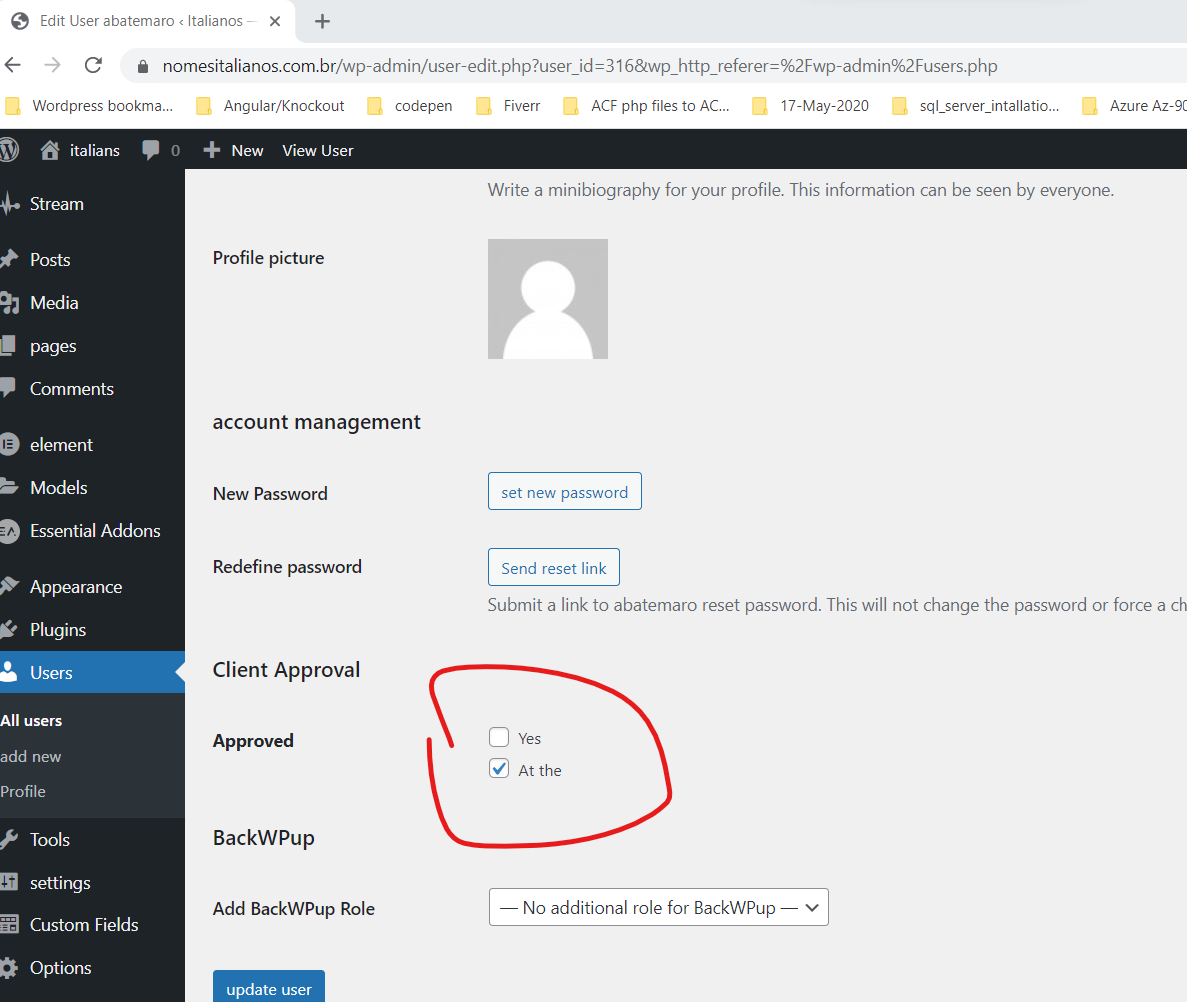 Edit User abatemaro ‹ Italianos —
nomesitalianos.com.br/wp-admin/user-edit.php?user_id=316&wp_http_referer=%2Fwp-admin%2Fusers.php
Wordpress bookma... Angular/Knockout codepen Fiverr ACF php files to AC... 17-May-2020 sql_server_intallatio... Azure Az-90
italians 0 New View User
Stream
Posts
Media
pages
Comments
element
Models
Essential Addons
Appearance
Plugins
Users
All users
add new
Profile
Tools
settings
Custom Fields
Options
Write a minibiography for your profile. This information can be seen by everyone.
Profile picture
account management
New Password
set new password
Redefine password
Send reset link
Submit a link to abatemaro reset password. This will not change the password or force a ch
Client Approval
Approved
Yes
At the
BackWPup
Add BackWPup Role
— No additional role for BackWPup —
update user